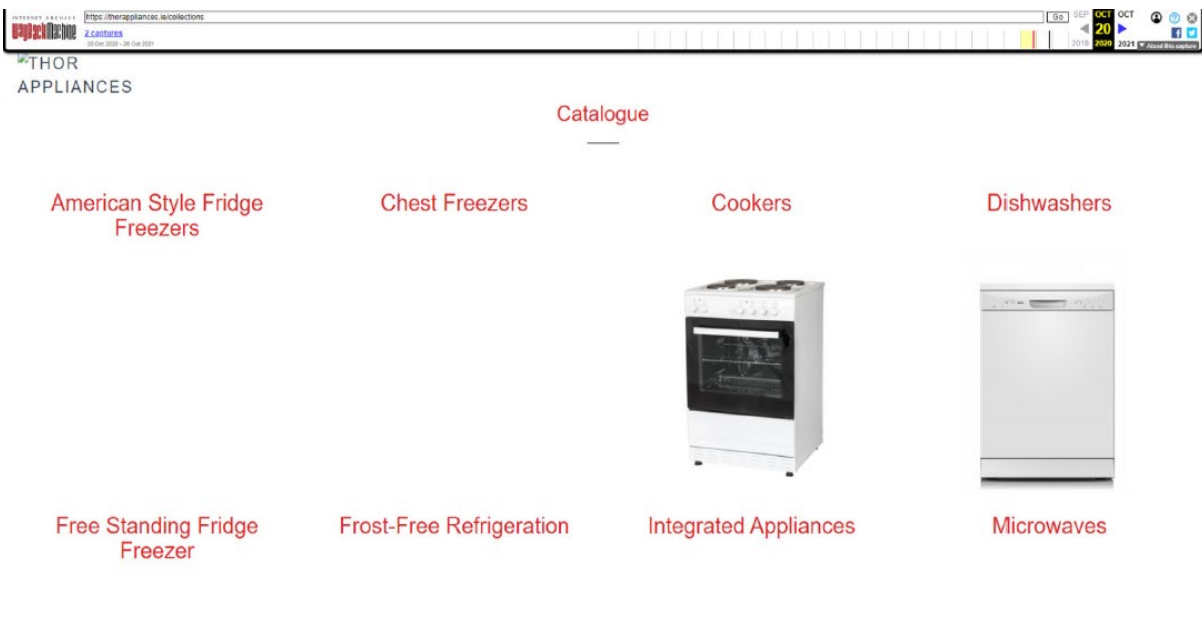 INTERNET ARCHIVE
WayBackMachine
https://thorappliances.ie/collections
Go
SEP OCT OCT
2 captures
20
20 Oct 2020 - 26 Oct 2021
2019 2020 2021
About this capture
THOR
APPLIANCES
Catalogue
American Style Fridge
Freezers
Chest Freezers
Cookers
Dishwashers
Free Standing Fridge
Freezer
Frost-Free Refrigeration
Integrated Appliances
Microwaves